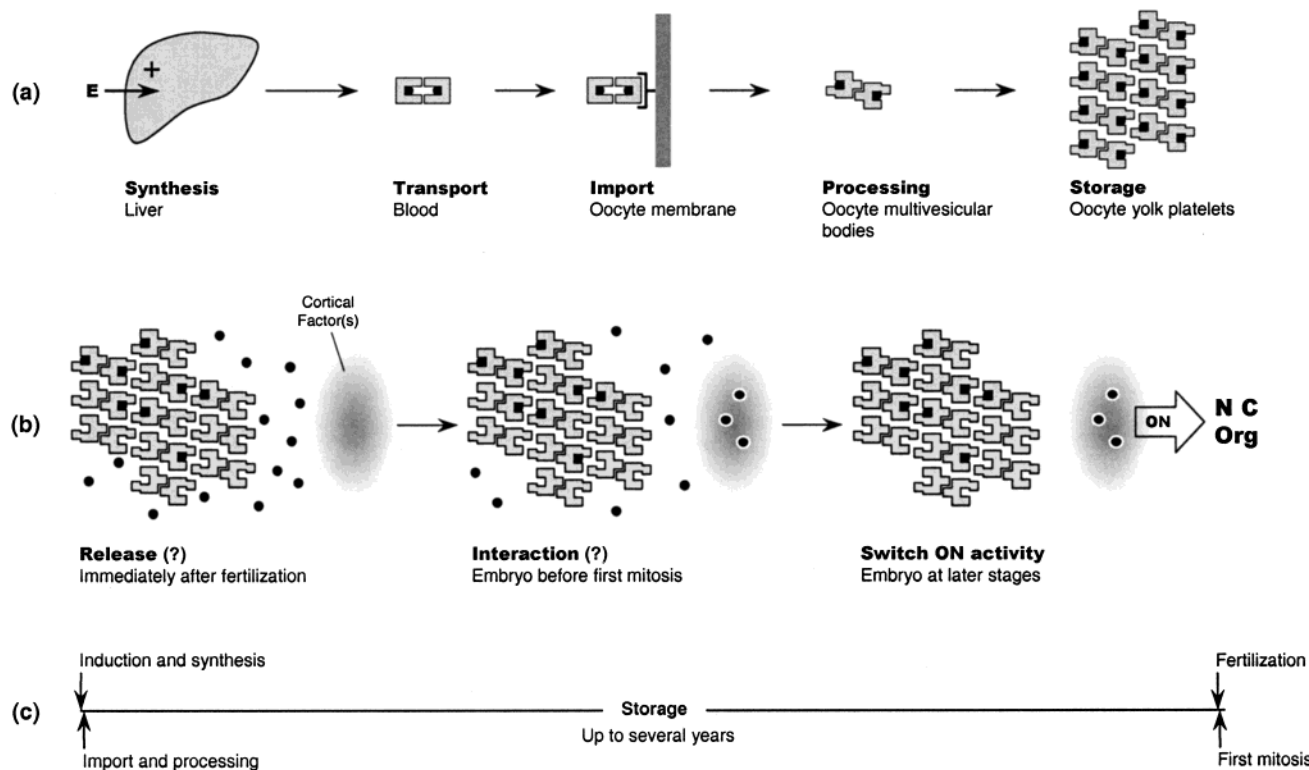 (a)
E
+
Synthesis
Liver
Transport
Blood
Import
Oocyte membrane
Processing
Oocyte multivesicular
bodies
Storage
Oocyte yolk platelets
(b)
Cortical
Factor(s)
ON
N C
Org
Release (?)
Immediately after fertilization
Interaction (?)
Embryo before first mitosis
Switch ON activity
Embryo at later stages
(c)
Induction and synthesis
Fertilization
Storage
Up to several years
Import and processing
First mitosis